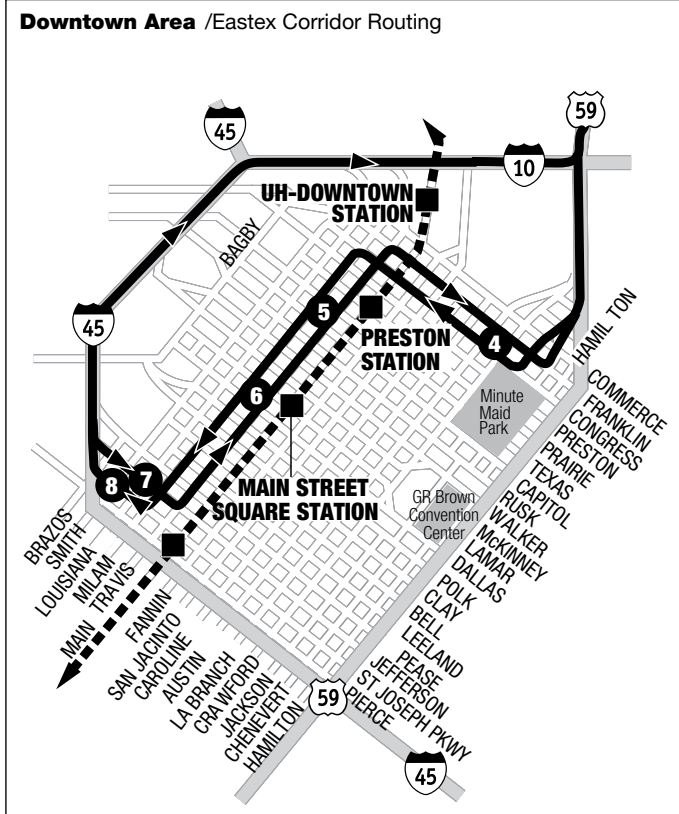 Downtown Area /Eastex Corridor Routing
59
45
10
UH-DOWNTOWN
STATION
BAGBY
5
45
PRESTON
STATION
4
HAMIL TON
6
Minute
Maid
Park
COMMERCE
FRANKLIN
CONGRESS
PRESTON
PRAIRIE
TEXAS
CAPITOL
RUSK
WALKER
McKINNEY
LAMAR
DALLAS
POLK
CLAY
BELL
LEELAND
PEASE
JEFFERSON
ST JOSEPH PKWY
PIERCE
8
7
MAIN STREET
SQUARE STATION
GR Brown
Convention
Center
BRAZOS
SMITH
LOUISIANA
MILAM
TRAVIS
MAIN
FANNIN
SAN JACINTO
CAROLINE
AUSTIN
LA BRANCH
CRAWFORD
JACKSON
CHENEVERT
HAMILTON
59
45